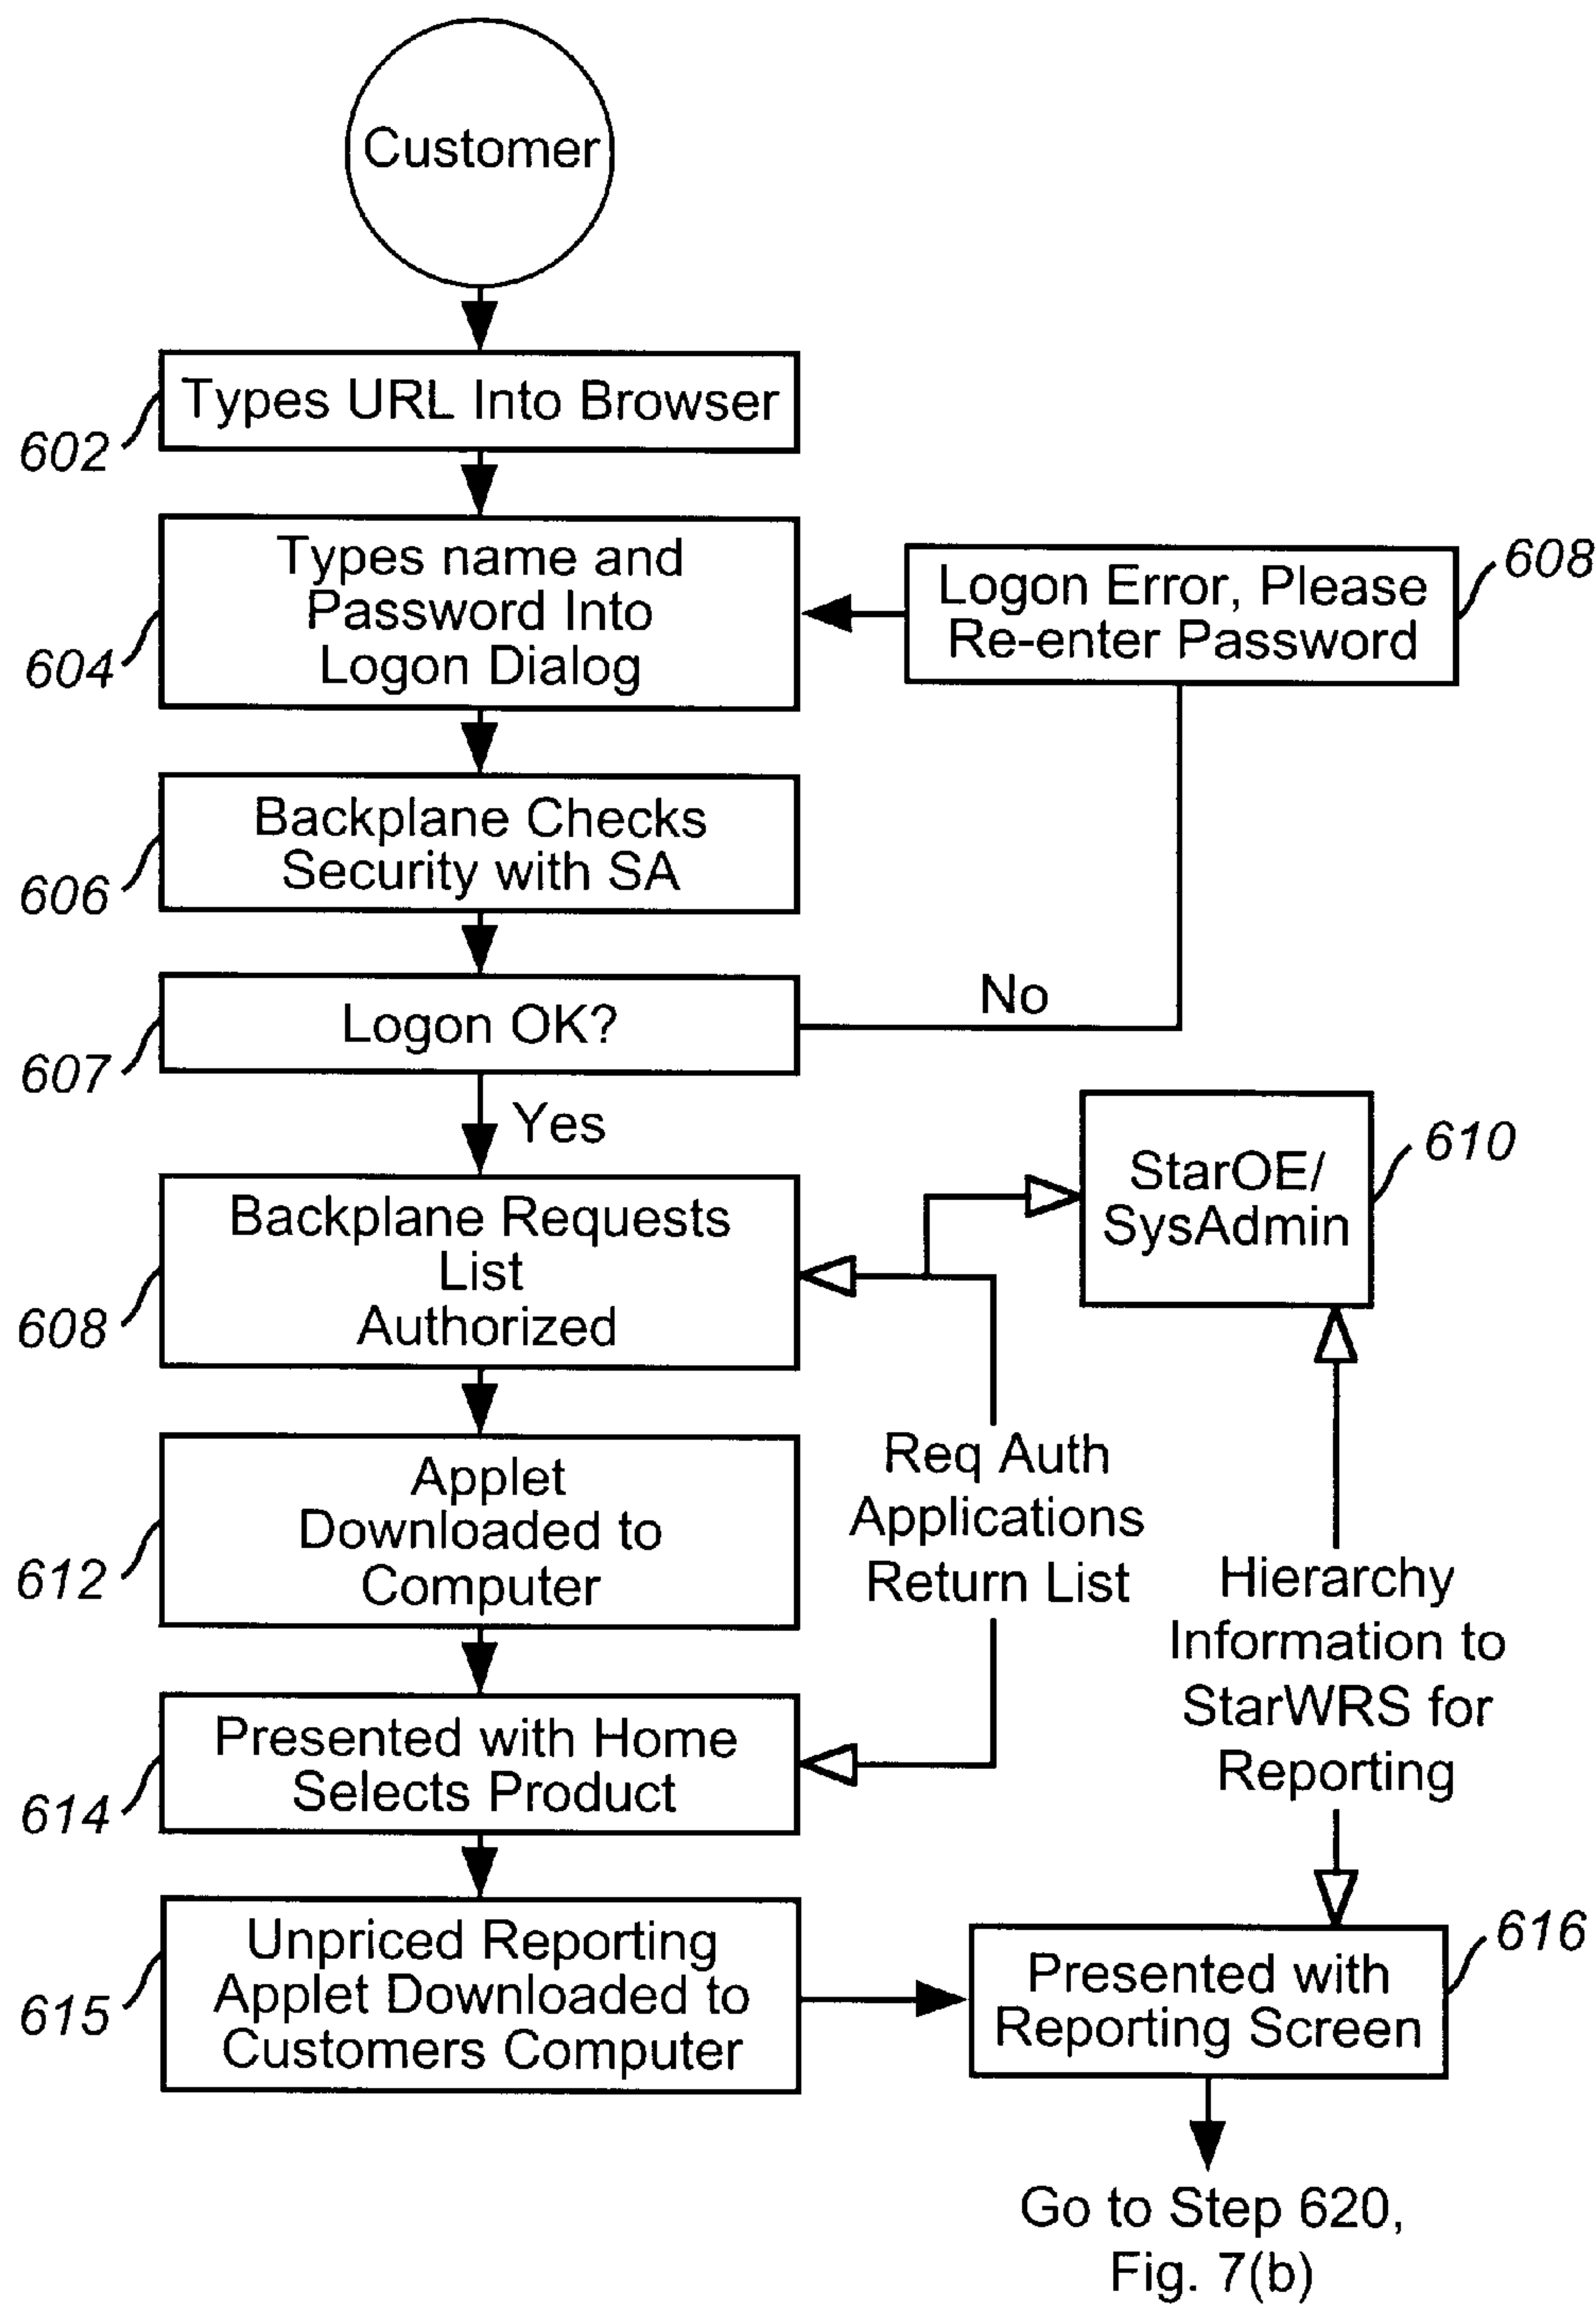 Customer
Types URL Into Browser
602
Types name and
Password Into
Logon Dialog
604
Logon Error, Please
Re-enter Password
608
Backplane Checks
Security with SA
606
Logon OK?
607
No
Yes
Backplane Requests
List
Authorized
608
StarOE/
SysAdmin
610
Applet
Downloaded to
Computer
612
Req Auth
Applications
Return List
Hierarchy
Information to
StarWRS for
Reporting
Presented with Home
Selects Product
614
Unpriced Reporting
Applet Downloaded to
Customers Computer
615
Presented with
Reporting Screen
616
Go to Step 620,
Fig. 7(b)